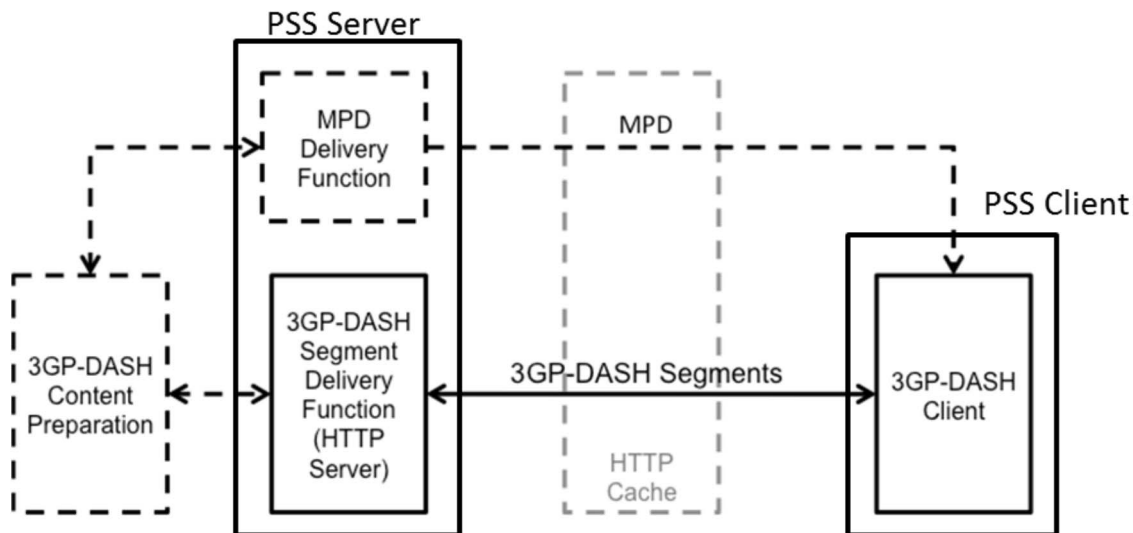 PSS Server
MPD
Delivery
Function
MPD
PSS Client
3GP-DASH
Content
Preparation
3GP-DASH
Segment
Delivery
Function
(HTTP
Server)
3GP-DASH Segments
3GP-DASH
Client
HTTP
Cache